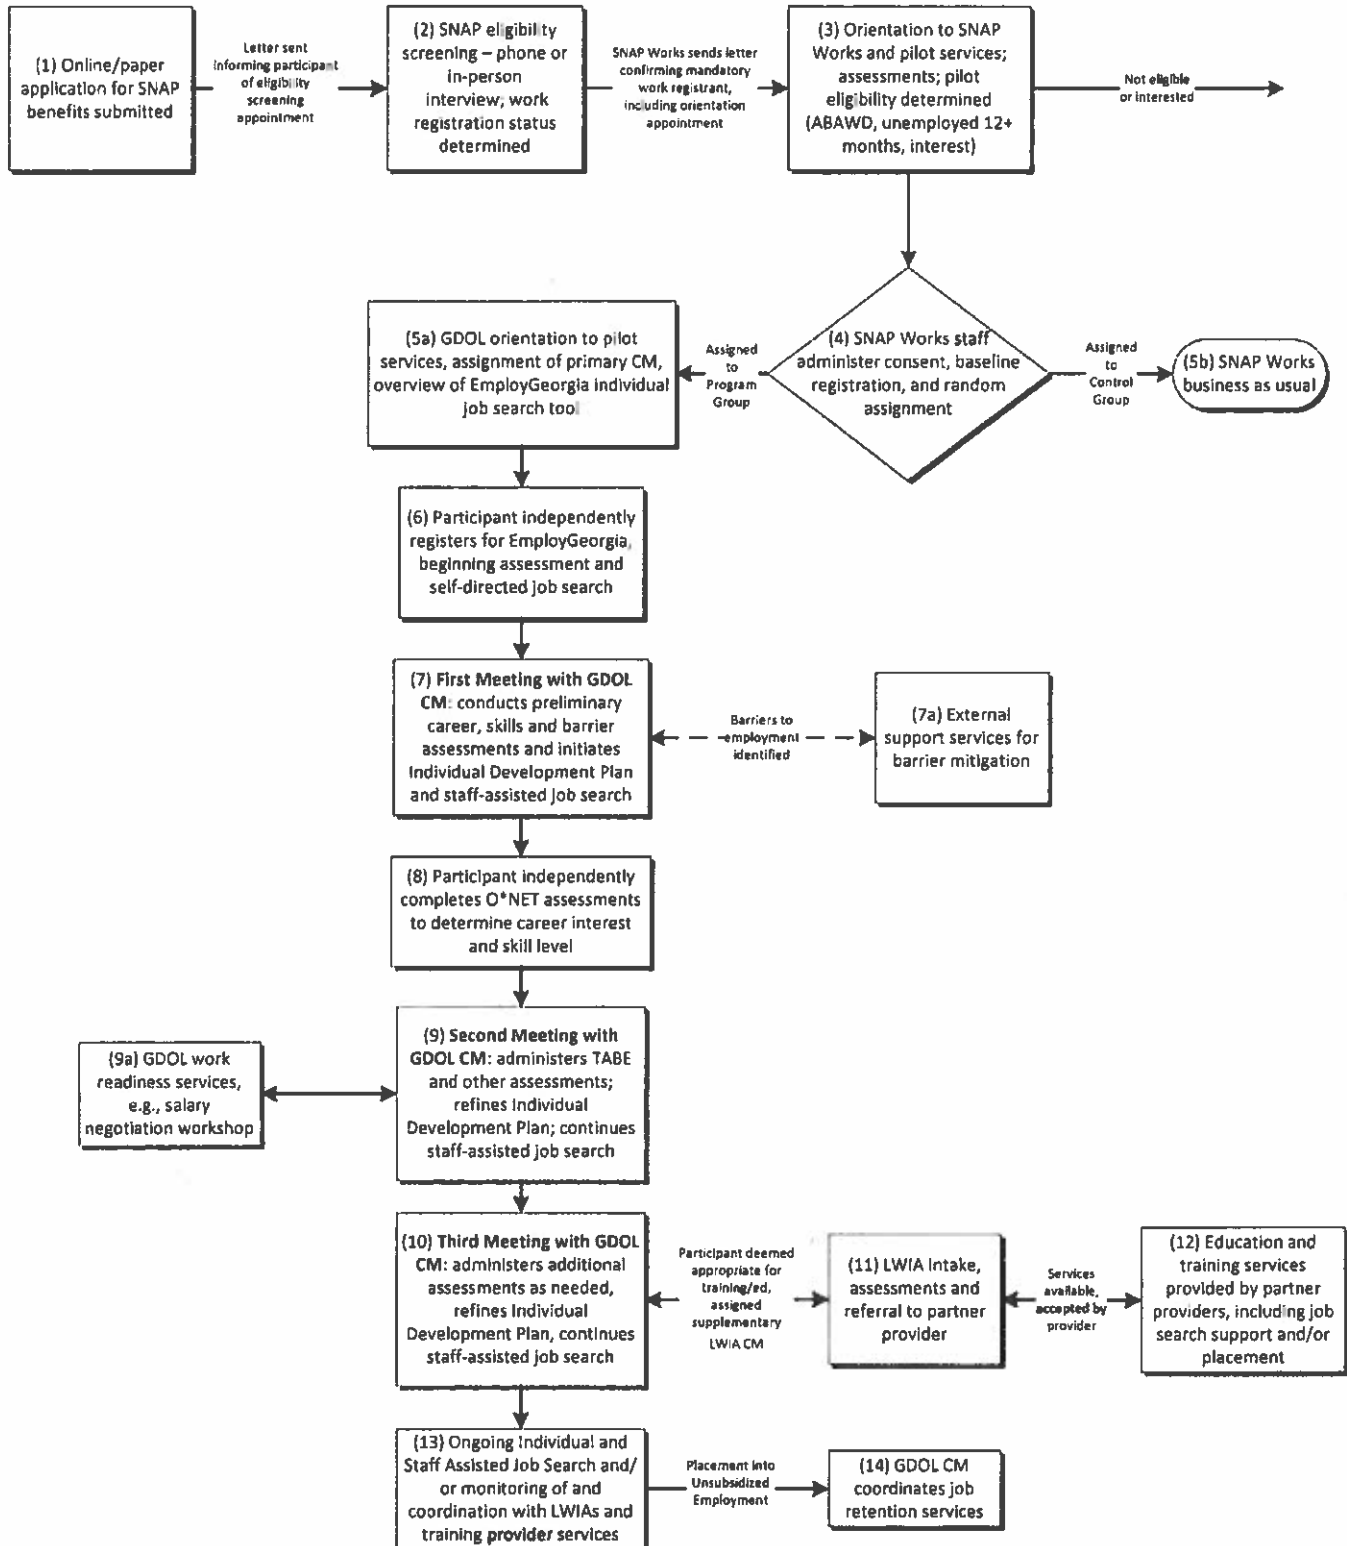 (1) Online/paper
application for SNAP
benefits submitted
Letter sent
informing participant
of eligibility
screening
appointment
(2) SNAP eligibility
screening – phone or
in-person
interview; work
registration status
determined
SNAP Works sends letter
confirming mandatory
work registrant,
including orientation
appointment
(3) Orientation to SNAP
Works and pilot services;
assessments; pilot
eligibility determined
(ABAWD, unemployed 12+
months, interest)
Not eligible
or interested
(4) SNAP Works staff
administer consent, baseline
registration, and random
assignment
Assigned
to
Program
Group
Assigned
to
Control
Group
(5a) GDOL orientation to pilot
services, assignment of primary CM,
overview of EmployGeorgia individual
job search tool
(5b) SNAP Works
business as usual
(6) Participant independently
registers for EmployGeorgia,
beginning assessment and
self-directed job search
(7) First Meeting with GDOL
CM: conducts preliminary
career, skills and barrier
assessments and initiates
Individual Development Plan
and staff-assisted job search
Barriers to
employment
identified
(7a) External
support services for
barrier mitigation
(8) Participant independently
completes O*NET assessments
to determine career interest
and skill level
(9) Second Meeting with
GDOL CM: administers TABE
and other assessments;
refines Individual
Development Plan; continues
staff-assisted job search
(9a) GDOL work
readiness services,
e.g., salary
negotiation workshop
(10) Third Meeting with GDOL
CM: administers additional
assessments as needed,
refines Individual
Development Plan, continues
staff-assisted job search
Participant deemed
appropriate for
training/ed,
assigned
supplementary
LWIA CM
(11) LWIA Intake,
assessments and
referral to partner
provider
Services
available,
accepted by
provider
(12) Education and
training services
provided by partner
providers, including job
search support and/or
placement
(13) Ongoing Individual and
Staff Assisted Job Search and/
or monitoring of and
coordination with LWIAs and
training provider services
Placement into
Unsubsidized
Employment
(14) GDOL CM
coordinates job
retention services